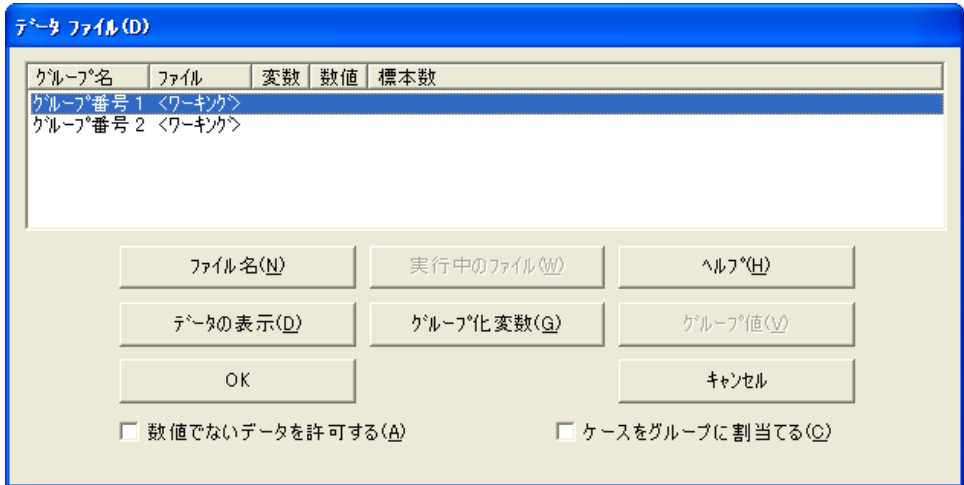 ﾃﾞｰﾀ ﾌｧｲﾙ(D)
ｸﾞﾙｰﾌﾟ名 ﾌｧｲﾙ 変数 数値 標本数
ｸﾞﾙｰﾌﾟ番号 1 <ﾜｰｷﾝｸﾞ>
ｸﾞﾙｰﾌﾟ番号 2 <ﾜｰｷﾝｸﾞ>
ﾌｧｲﾙ名(N) 実行中のﾌｧｲﾙ(W) ﾍﾙﾌﾟ(H)
ﾃﾞｰﾀの表示(D) ｸﾞﾙｰﾌﾟ化変数(G) ｸﾞﾙｰﾌﾟ値(V)
OK ｷｬﾝｾﾙ
数値でないデータを許可する(A) ケースをグループに割当てる(C)